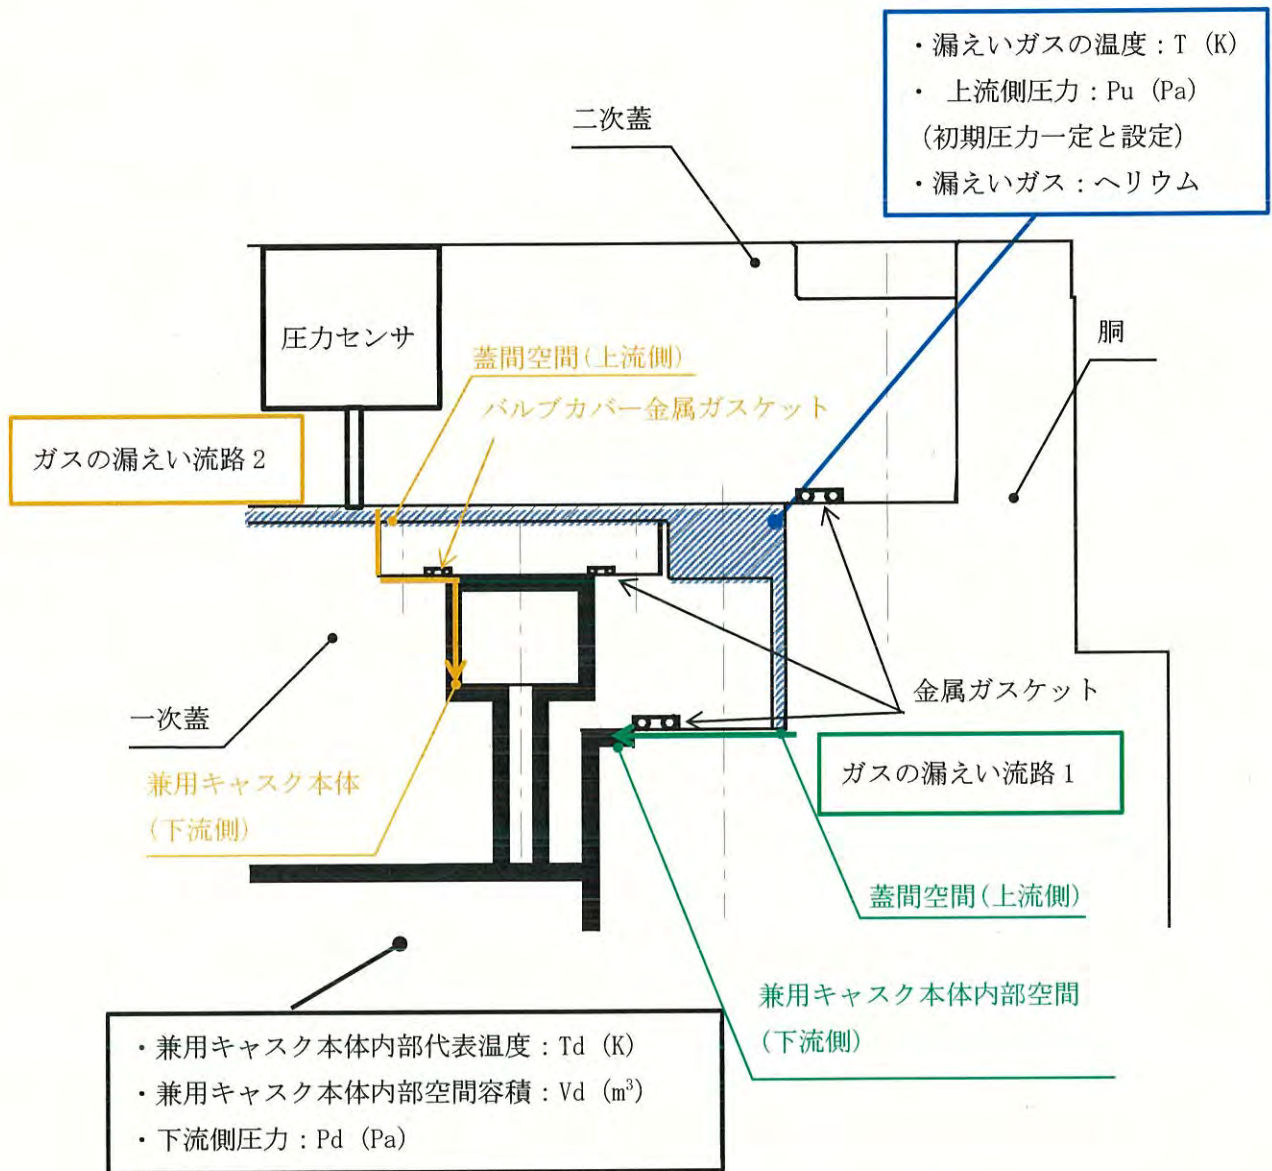 ・漏えいガスの温度：T (K)
・ 上流側圧力：Pu (Pa)
(初期圧力一定と設定)
・漏えいガス：ヘリウム
二次蓋
圧力センサ
胴
蓋間空間(上流側)
バルブカバー金属ガスケット
ガスの漏えい流路２
金属ガスケット
一次蓋
ガスの漏えい流路１
兼用キャスク本体
(下流側)
蓋間空間(上流側)
兼用キャスク本体内部空間
(下流側)
・兼用キャスク本体内部代表温度：Td (K)
・兼用キャスク本体内部空間容積：Vd (m³)
・下流側圧力：Pd (Pa)